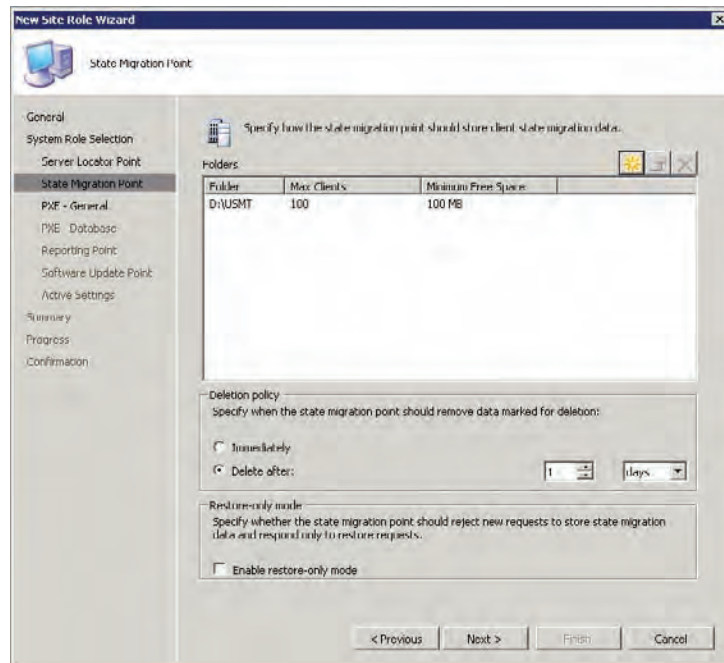 New Site Role Wizard
State Migration Point
General
System Role Selection
Server Locator Point
State Migration Point
PXE - General
PXE - Database
Reporting Point
Software Update Point
Active Settings
Summary
Progress
Confirmation
Specify how the state migration point should store client state migration data.
Folders
Folder Max Clients Minimum Free Space
D:\USMT 100 100 MB
Deletion policy
Specify when the state migration point should remove data marked for deletion:
Immediately
Delete after: 1 days
Restore-only mode
Specify whether the state migration point should reject new requests to store state migration
data and respond only to restore requests.
Enable restore-only mode
< Previous Next > Finish Cancel